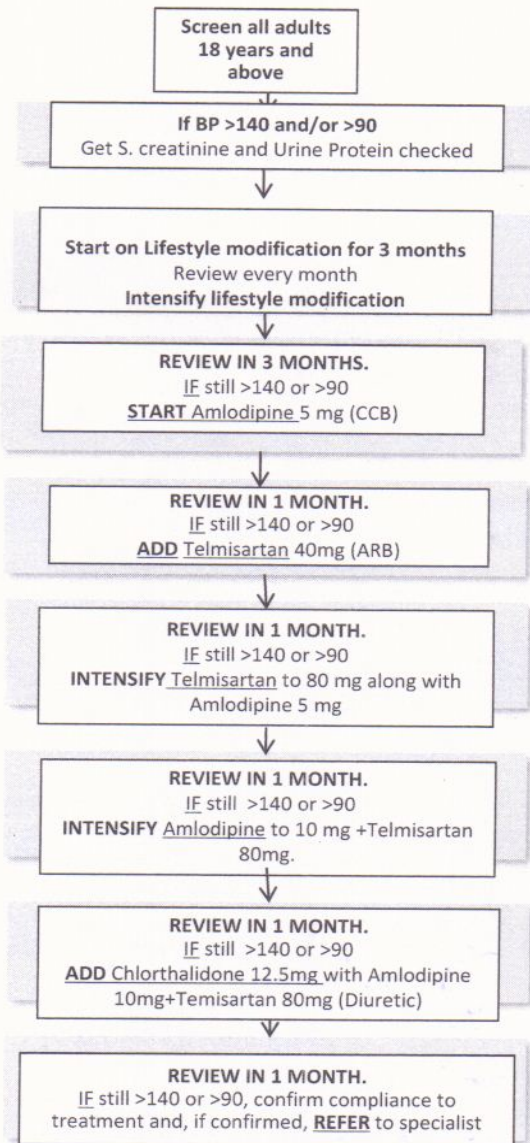 Screen all adults
18 years and
above
If BP >140 and/or >90
Get S. creatinine and Urine Protein checked
Start on Lifestyle modification for 3 months
Review every month
Intensify lifestyle modification
REVIEW IN 3 MONTHS.
IF still >140 or >90
START Amlodipine 5 mg (CCB)
REVIEW IN 1 MONTH.
IF still >140 or >90
ADD Telmisartan 40mg (ARB)
REVIEW IN 1 MONTH.
IF still >140 or >90
INTENSIFY Telmisartan to 80 mg along with
Amlodipine 5 mg
REVIEW IN 1 MONTH.
IF still >140 or >90
INTENSIFY Amlodipine to 10 mg +Telmisartan
80mg.
REVIEW IN 1 MONTH.
IF still >140 or >90
ADD Chlorthalidone 12.5mg with Amlodipine
10mg+Temisartan 80mg (Diuretic)
REVIEW IN 1 MONTH.
IF still >140 or >90, confirm compliance to
treatment and, if confirmed, REFER to specialist